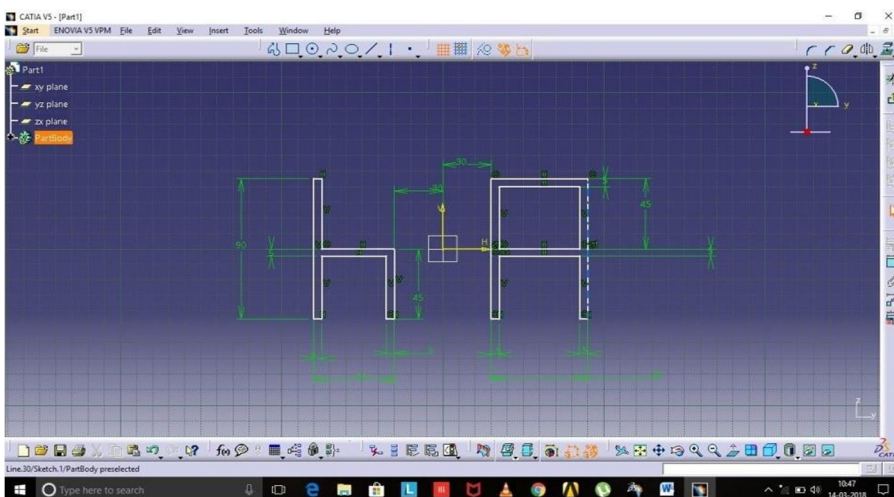 CATIA V5 - [Part1]
Start ENOVIA V5 VPM File Edit View Insert Tools Window Help
File
Part1
xy plane
yz plane
zx plane
PartBody
z
x y
30
30
45
90
V
H
45
z
y
Line.30/Sketch.1/PartBody preselected
Type here to search
10:47
14-03-2018